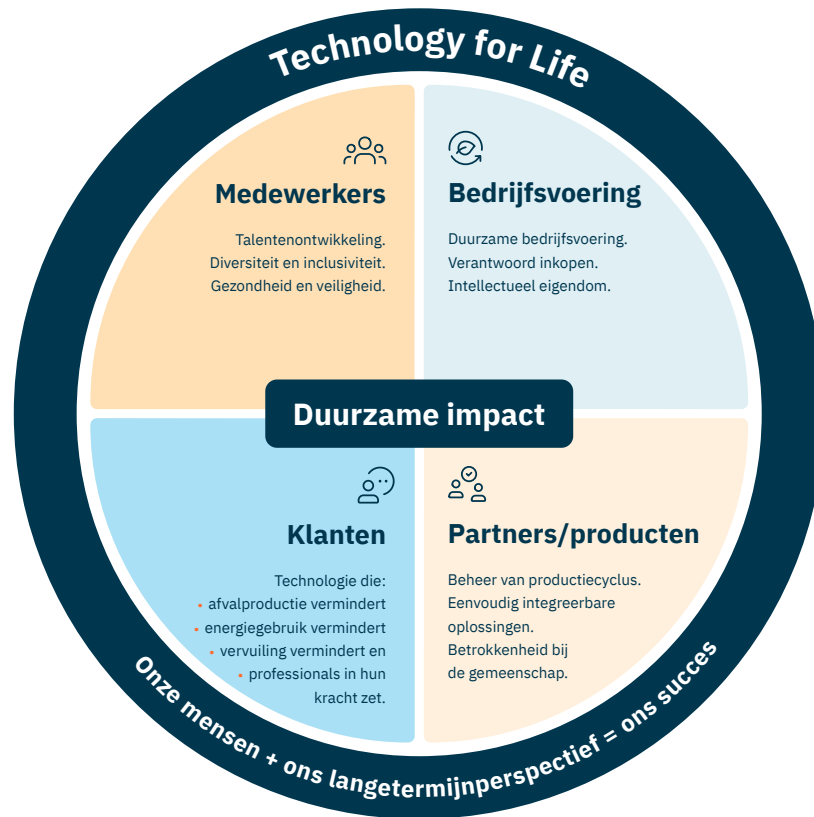 Technology for Life
Medewerkers
Talentenontwikkeling.
Diversiteit en inclusiviteit.
Gezondheid en veiligheid.
Bedrijfsvoering
Duurzame bedrijfsvoering.
Verantwoord inkopen.
Intellectueel eigendom.
Duurzame impact
Klanten
Technologie die:
• afvalproductie vermindert
• energiegebruik vermindert
• vervuiling vermindert en
• professionals in hun
kracht zet.
Partners/producten
Beheer van productiecyclus.
Eenvoudig integreerbare
oplossingen.
Betrokkenheid bij
de gemeenschap.
Onze mensen + ons langetermijnperspectief = ons succes